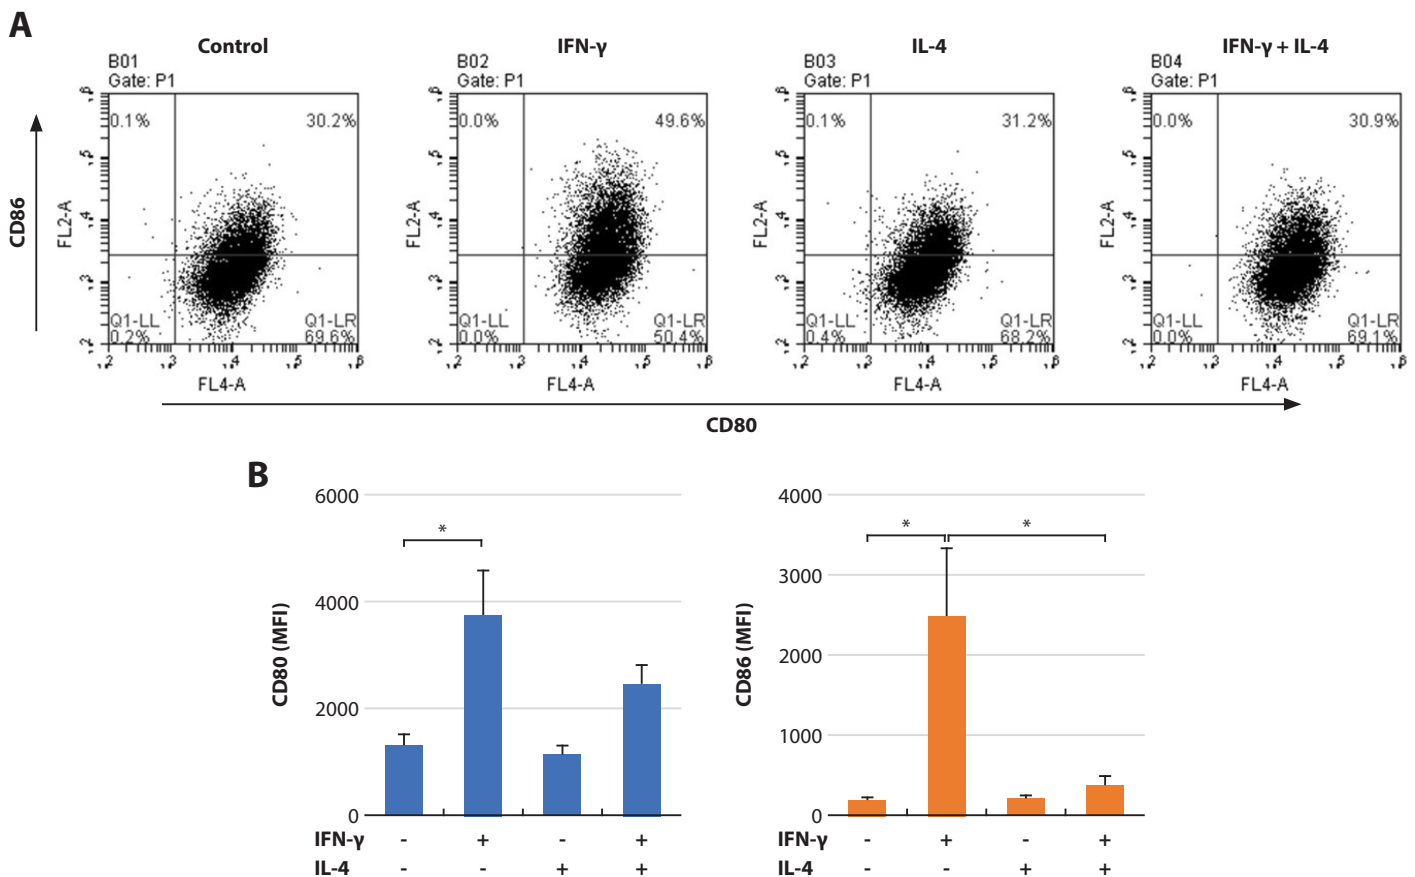 A
Control
IFN-γ
IL-4
IFN-γ + IL-4
B01
Gate: P1
B02
Gate: P1
B03
Gate: P1
B04
Gate: P1
CD86
0.1%
30.2%
Q1-LL
0.2%
Q1-LR
69.6%
FL2-A
FL4-A
0.0%
49.6%
Q1-LL
0.0%
Q1-LR
50.4%
FL2-A
FL4-A
0.1%
31.2%
Q1-LL
0.4%
Q1-LR
68.2%
FL2-A
FL4-A
0.0%
30.9%
Q1-LL
0.0%
Q1-LR
69.1%
FL2-A
FL4-A
CD80
B
CD80 (MFI)
6000
4000
2000
0
IFN-γ - + - +
IL-4 - - + +
CD86 (MFI)
4000
3000
2000
1000
0
IFN-γ - + - +
IL-4 - - + +
*
*
*